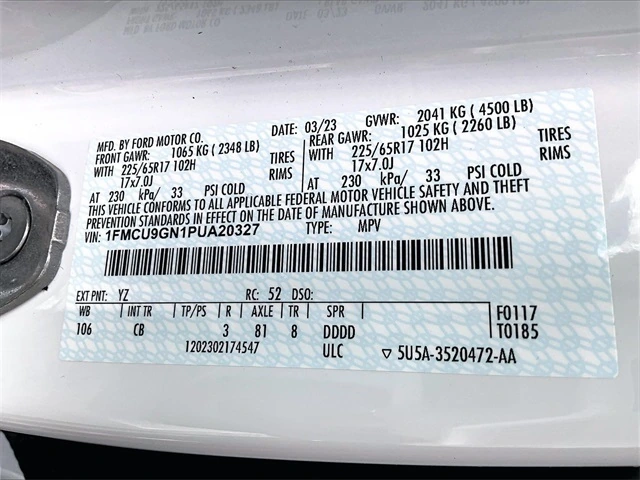 MFD. BY FORD MOTOR CO. DATE: 03/23 GVWR: 2041 KG ( 4500 LB)
FRONT GAWR: 1065 KG ( 2348 LB) REAR GAWR: 1025 KG ( 2260 LB)
WITH 225/65R17 102H TIRES WITH 225/65R17 102H TIRES
17x7.0J RIMS 17x7.0J RIMS
AT 230 kPa/ 33 PSI COLD AT 230 kPa/ 33 PSI COLD
THIS VEHICLE CONFORMS TO ALL APPLICABLE FEDERAL MOTOR VEHICLE SAFETY AND THEFT
PREVENTION STANDARDS IN EFFECT ON THE DATE OF MANUFACTURE SHOWN ABOVE.
VIN: 1FMCU9GN1PUA20327 TYPE: MPV
EXT PNT: YZ RC: 52 DSO:
WB INT TR TP/PS R AXLE TR SPR F0117
106 CB 3 81 8 DDDD T0185
1202302174547 ULC ▽ 5U5A-3520472-AA